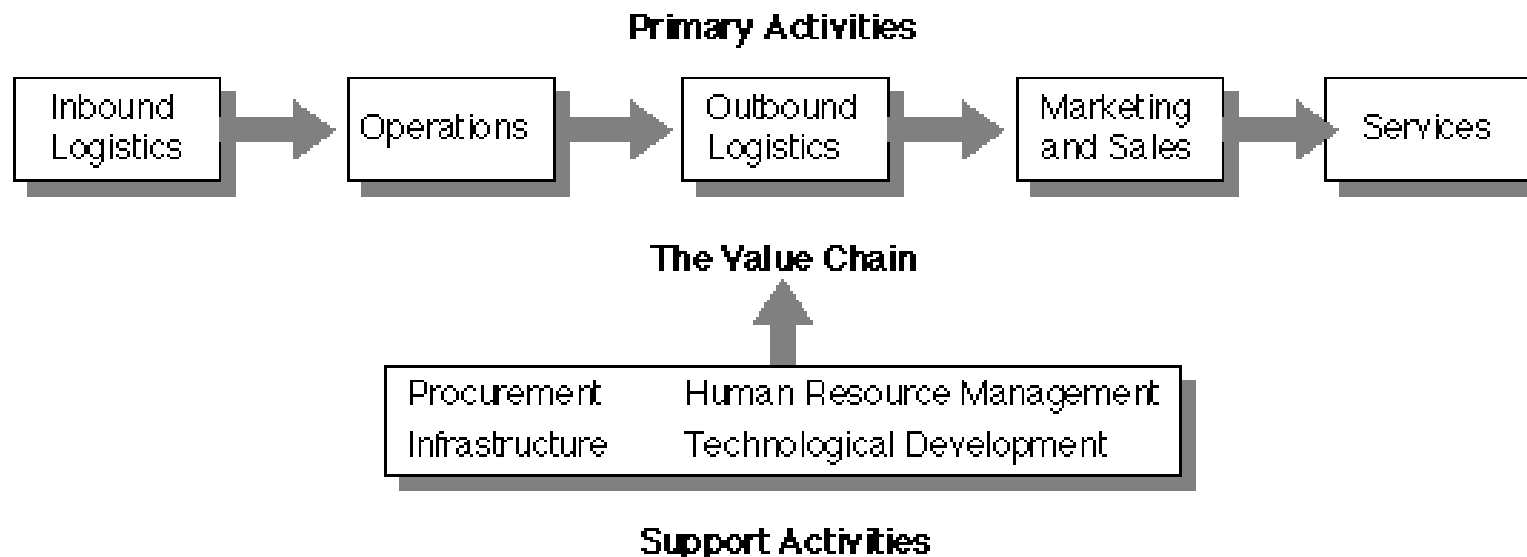 Primary Activities
Inbound
Logistics
Operations
Outbound
Logistics
Marketing
and Sales
Services
The Value Chain
Procurement
Human Resource Management
Infrastructure
Technological Development
Support Activities